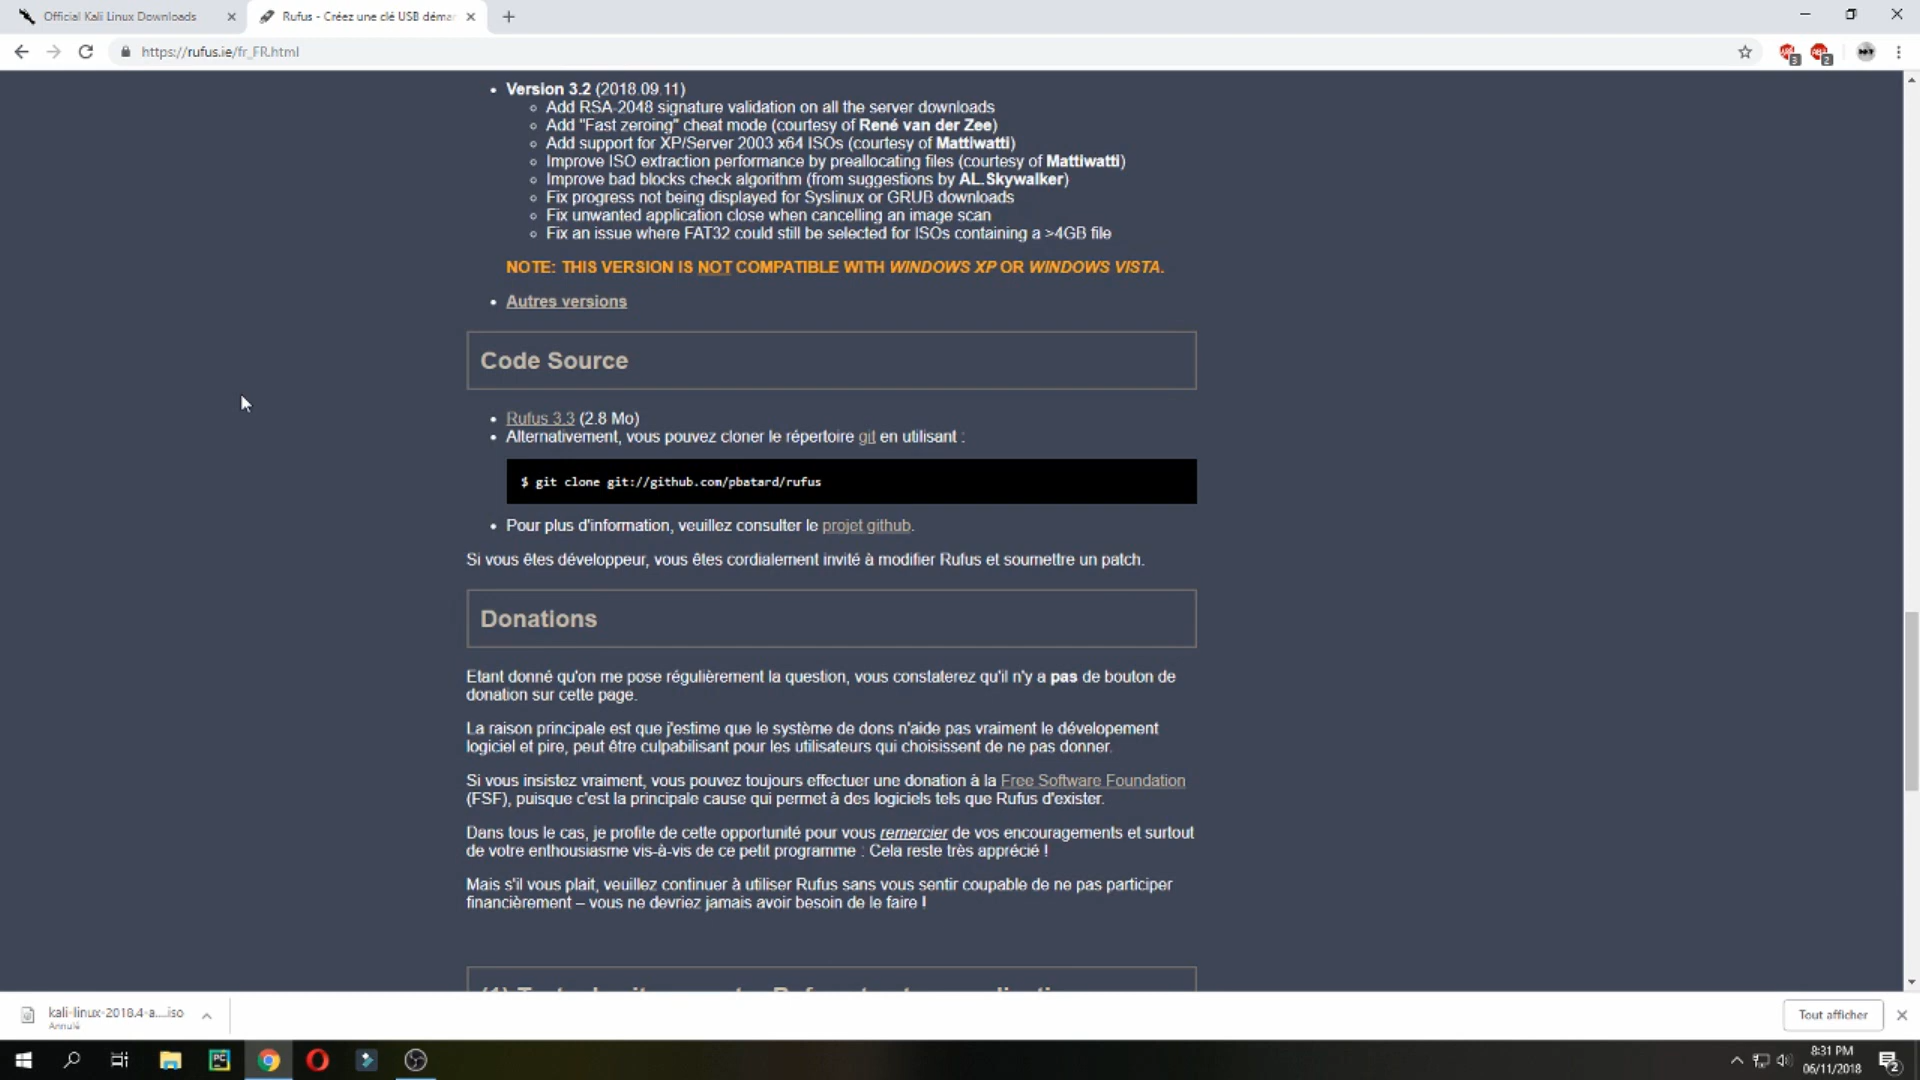 Official Kali Linux Downloads
Rufus - Créez une clé USB démar
https://rufus.ie/fr_FR.html
3
2
• Version 3.2 (2018.09.11)
Add RSA-2048 signature validation on all the server downloads
Add "Fast zeroing" cheat mode (courtesy of René van der Zee)
Add support for XP/Server 2003 x64 ISOs (courtesy of Mattiwatti)
Improve ISO extraction performance by preallocating files (courtesy of Mattiwatti)
Improve bad blocks check algorithm (from suggestions by AL.Skywalker)
Fix progress not being displayed for Syslinux or GRUB downloads
Fix unwanted application close when cancelling an image scan
Fix an issue where FAT32 could still be selected for ISOs containing a >4GB file
NOTE: THIS VERSION IS NOT COMPATIBLE WITH WINDOWS XP OR WINDOWS VISTA.
• Autres versions
Code Source
• Rufus 3.3 (2.8 Mo)
• Alternativement, vous pouvez cloner le répertoire git en utilisant :
$ git clone git://github.com/pbatard/rufus
• Pour plus d'information, veuillez consulter le projet github.
Si vous êtes développeur, vous êtes cordialement invité à modifier Rufus et soumettre un patch.
Donations
Etant donné qu'on me pose régulièrement la question, vous constaterez qu'il n'y a pas de bouton de
donation sur cette page.
La raison principale est que j'estime que le système de dons n'aide pas vraiment le dévelopement
logiciel et pire, peut être culpabilisant pour les utilisateurs qui choisissent de ne pas donner.
Si vous insistez vraiment, vous pouvez toujours effectuer une donation à la Free Software Foundation
(FSF), puisque c'est la principale cause qui permet à des logiciels tels que Rufus d'exister.
Dans tous le cas, je profite de cette opportunité pour vous remercier de vos encouragements et surtout
de votre enthousiasme vis-à-vis de ce petit programme : Cela reste très apprécié !
Mais s'il vous plait, veuillez continuer à utiliser Rufus sans vous sentir coupable de ne pas participer
financièrement – vous ne devriez jamais avoir besoin de le faire !
kali-linux-2018.4-a....iso
Annulé
Tout afficher
PC
8:31 PM
06/11/2018
2